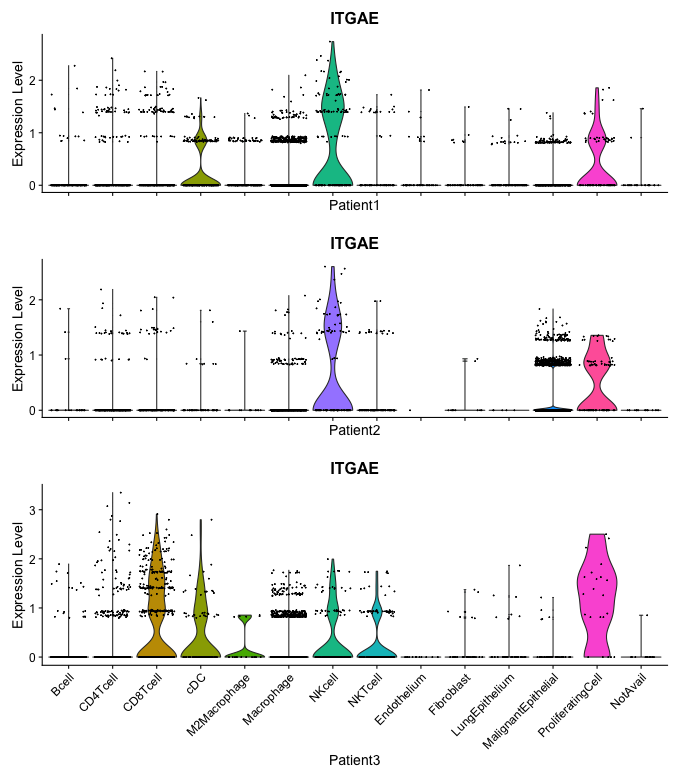 ITGAE
Expression Level
2
1
0
Patient1
ITGAE
Expression Level
2
1
0
Patient2
ITGAE
Expression Level
3
2
1
0
Bcell
CD4Tcell
CD8Tcell
cDC
M2Macrophage
Macrophage
NKcell
NKTcell
Endothelium
Fibroblast
LungEpithelium
MalignantEpithelial
ProliferatingCell
NotAvail
Patient3